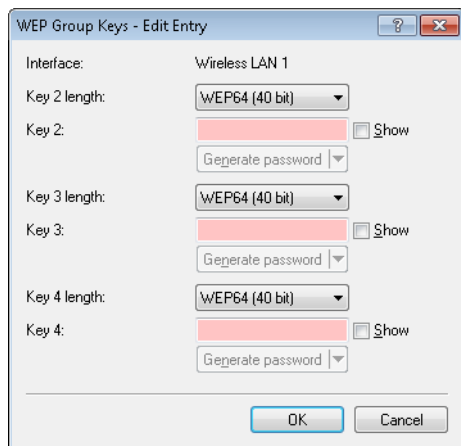 WEP Group Keys - Edit Entry
Interface: Wireless LAN 1
Key 2 length: WEP64 (40 bit)
Key 2: Show
Generate password
Key 3 length: WEP64 (40 bit)
Key 3: Show
Generate password
Key 4 length: WEP64 (40 bit)
Key 4: Show
Generate password
OK Cancel